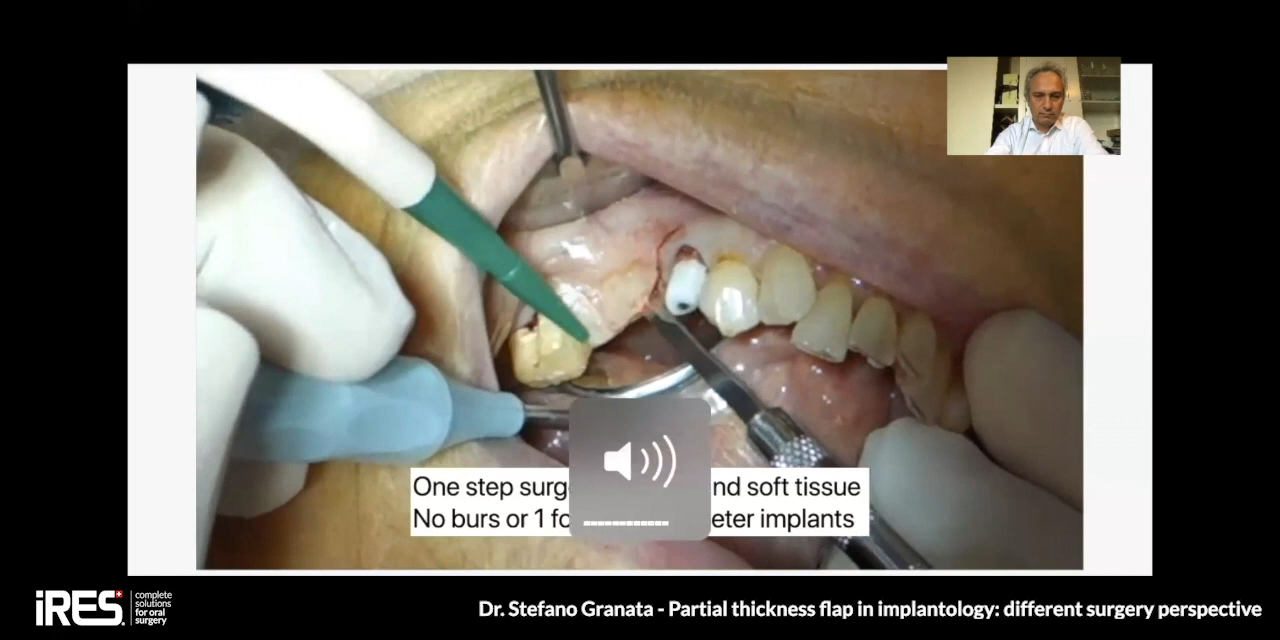 One step surg nd soft tissue
No burs or 1 fo eter implants
iRES. complete
solutions
for oral
surgery
Dr. Stefano Granata - Partial thickness flap in implantology: different surgery perspective